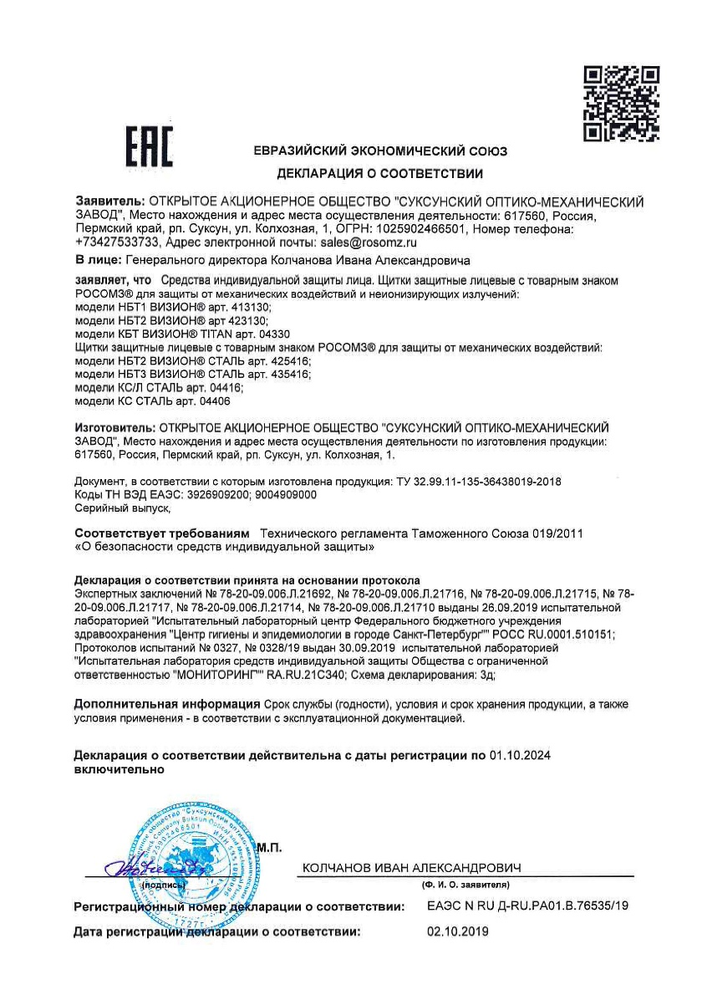 EAC
ЕВРАЗИЙСКИЙ ЭКОНОМИЧЕСКИЙ СОЮЗ
ДЕКЛАРАЦИЯ О СООТВЕТСТВИИ
Заявитель: ОТКРЫТОЕ АКЦИОНЕРНОЕ ОБЩЕСТВО "СУКСУНСКИЙ ОПТИКО-МЕХАНИЧЕСКИЙ
ЗАВОД", Место нахождения и адрес места осуществления деятельности: 617560, Россия,
Пермский край, рп. Суксун, ул. Колхозная, 1, ОГРН: 1025902466501, Номер телефона:
+73427533733, Адрес электронной почты: sales@rosomz.ru
В лице: Генерального директора Колчанова Ивана Александровича
заявляет, что Средства индивидуальной защиты лица. Щитки защитные лицевые с товарным знаком
РОСОМЗ® для защиты от механических воздействий и неионизирующих излучений:
модели НБТ1 ВИЗИОН® арт. 413130;
модели НБТ2 ВИЗИОН® арт 423130;
модели КБТ ВИЗИОН® TITAN арт. 04330
Щитки защитные лицевые с товарным знаком РОСОМЗ® для защиты от механических воздействий:
модели НБТ2 ВИЗИОН® СТАЛЬ арт. 425416;
модели НБТ3 ВИЗИОН® СТАЛЬ арт. 435416;
модели КС/Л СТАЛЬ арт. 04416;
модели КС СТАЛЬ арт. 04406
Изготовитель: ОТКРЫТОЕ АКЦИОНЕРНОЕ ОБЩЕСТВО "СУКСУНСКИЙ ОПТИКО-МЕХАНИЧЕСКИЙ
ЗАВОД", Место нахождения и адрес места осуществления деятельности по изготовления продукции:
617560, Россия, Пермский край, рп. Суксун, ул. Колхозная, 1.
Документ, в соответствии с которым изготовлена продукция: ТУ 32.99.11-135-36438019-2018
Коды ТН ВЭД ЕАЭС: 3926909200; 9004909000
Серийный выпуск,
Соответствует требованиям Технического регламента Таможенного Союза 019/2011
«О безопасности средств индивидуальной защиты»
Декларация о соответствии принята на основании протокола
Экспертных заключений № 78-20-09.006.Л.21692, № 78-20-09.006.Л.21716, № 78-20-09.006.Л.21715, № 78-
20-09.006.Л.21717, № 78-20-09.006.Л.21714, № 78-20-09.006.Л.21710 выданы 26.09.2019 испытательной
лабораторией "Испытательный лабораторный центр Федерального бюджетного учреждения
здравоохранения "Центр гигиены и эпидемиологии в городе Санкт-Петербург"" РОСС RU.0001.510151;
Протоколов испытаний № 0327, № 0328/19 выдан 30.09.2019 испытательной лабораторией
"Испытательная лаборатория средств индивидуальной защиты Общества с ограниченной
ответственностью "МОНИТОРИНГ"" RA.RU.21СЗ40; Схема декларирования: 3д;
Дополнительная информация Срок службы (годности), условия и срок хранения продукции, а также
условия применения - в соответствии с эксплуатационной документацией.
Декларация о соответствии действительна с даты регистрации по 01.10.2024
включительно
М.П.
КОЛЧАНОВ ИВАН АЛЕКСАНДРОВИЧ
(подпись)
(Ф. И. О. заявителя)
Регистрационный номер декларации о соответствии: ЕАЭС N RU Д-RU.РА01.В.76535/19
1727г.
Дата регистрации декларации о соответствии: 02.10.2019